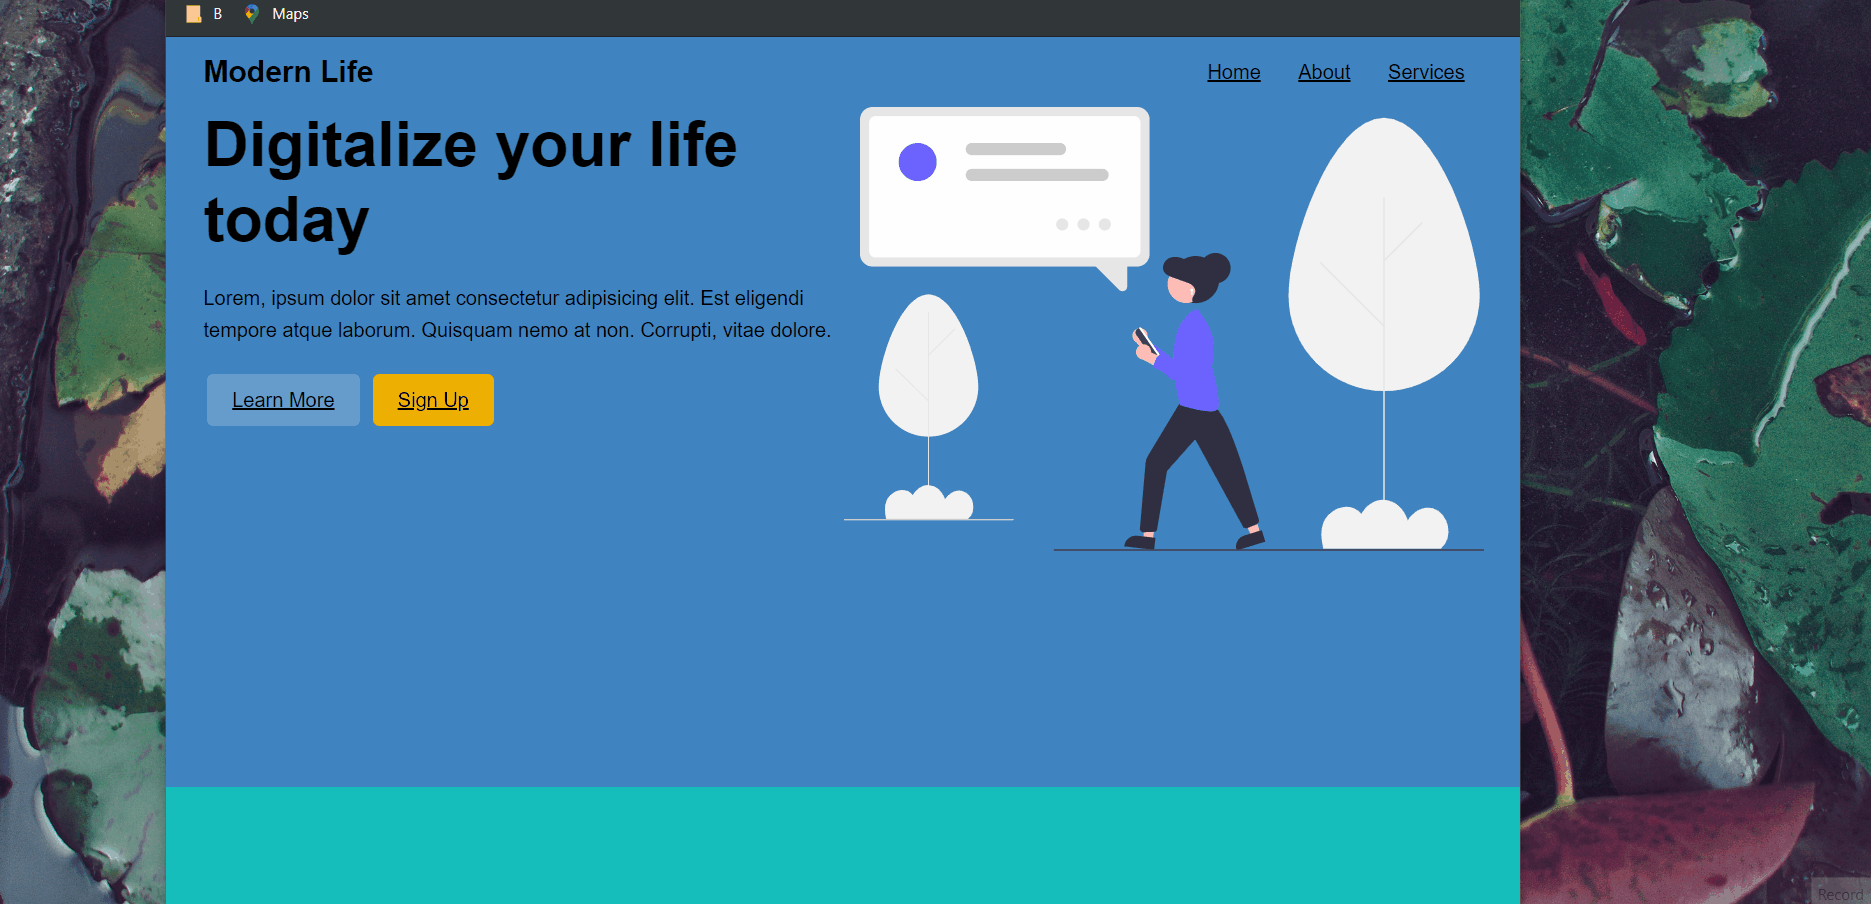 B Maps
Modern Life Home About Services
Digitalize your life
today
Lorem, ipsum dolor sit amet consectetur adipisicing elit. Est eligendi
tempore atque laborum. Quisquam nemo at non. Corrupti, vitae dolore.
Learn More Sign Up
Record